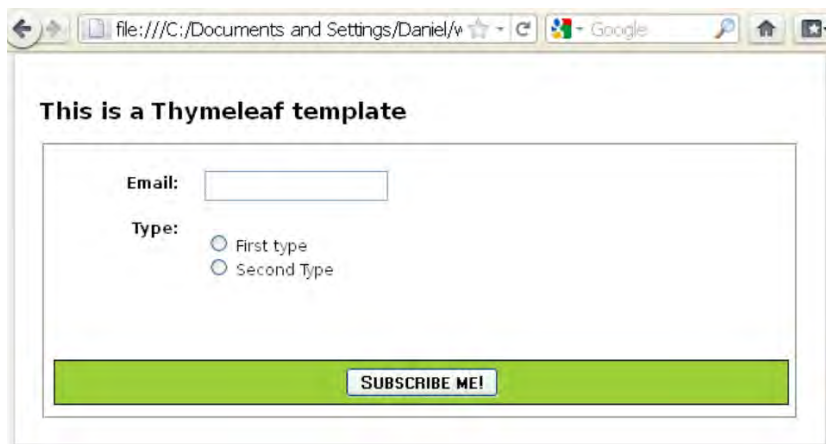 file:///C:/Documents and Settings/Daniel/
Google
This is a Thymeleaf template
Email:
Type:
First type
Second Type
SUBSCRIBE ME!